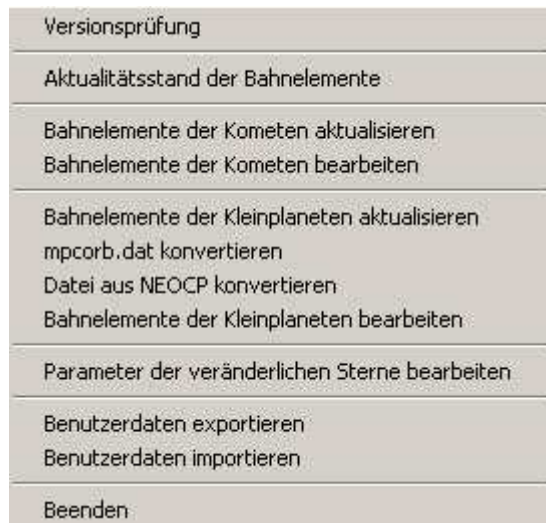 Versionsprüfung
Aktualitätsstand der Bahnelemente
Bahnelemente der Kometen aktualisieren
Bahnelemente der Kometen bearbeiten
Bahnelemente der Kleinplaneten aktualisieren
mpcorb.dat konvertieren
Datei aus NEOCP konvertieren
Bahnelemente der Kleinplaneten bearbeiten
Parameter der veränderlichen Sterne bearbeiten
Benutzerdaten exportieren
Benutzerdaten importieren
Beenden